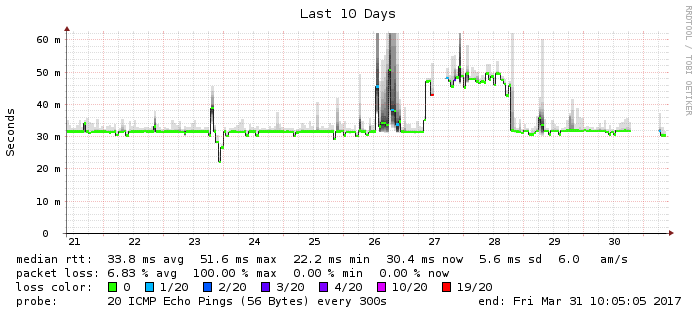 Last 10 Days
RRDTOOL / TOBI OETIKER
Seconds
60 m
50 m
40 m
30 m
20 m
10 m
0
21 22 23 24 25 26 27 28 29 30
median rtt: 33.8 ms avg 51.6 ms max 22.2 ms min 30.4 ms now 5.6 ms sd 6.0 am/s
packet loss: 6.83 % avg 100.00 % max 0.00 % min 0.00 % now
loss color: 0 1/20 2/20 3/20 4/20 10/20 19/20
probe: 20 ICMP Echo Pings (56 Bytes) every 300s end: Fri Mar 31 10:05:05 2017